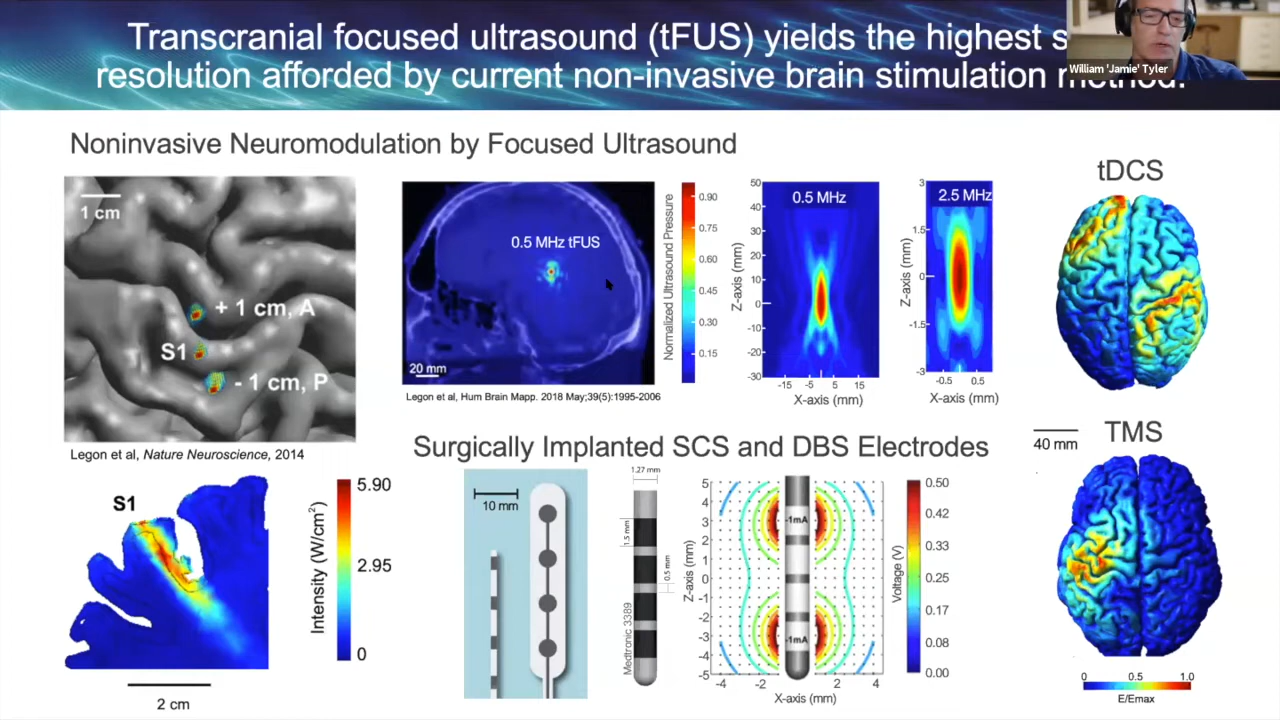 Transcranial focused ultrasound (tFUS) yields the highest s
resolution afforded by current non-invasive brain stimulation method.
William 'Jamie' Tyler
Noninvasive Neuromodulation by Focused Ultrasound
1 cm
+ 1 cm, A
S1
- 1 cm, P
Legon et al, Nature Neuroscience, 2014
0.5 MHz tFUS
20 mm
Legon et al, Hum Brain Mapp. 2018 May;39(5):1995-2006
Normalized Ultrasound Pressure
0.90
0.75
0.60
0.45
0.30
0.15
0.5 MHz
Z-axis (mm)
50
40
30
20
10
0
-10
-20
-30
-15
-5
5
15
X-axis (mm)
2.5 MHz
Z-axis (mm)
3
1.5
0
-1.5
-3
-0.5
0.5
X-axis (mm)
tDCS
40 mm
TMS
0
0.5
1.0
E/Emax
S1
2 cm
Intensity (W/cm²)
5.90
2.95
0
Surgically Implanted SCS and DBS Electrodes
10 mm
1.27 mm
1.5 mm
0.5 mm
Medtronic 3389
Z-axis (mm)
5
4
3
2
1
0
-1
-2
-3
-4
-5
-1mA
-1mA
-4
-2
2
4
X-axis (mm)
Voltage (V)
0.50
0.42
0.33
0.25
0.17
0.08
0.00